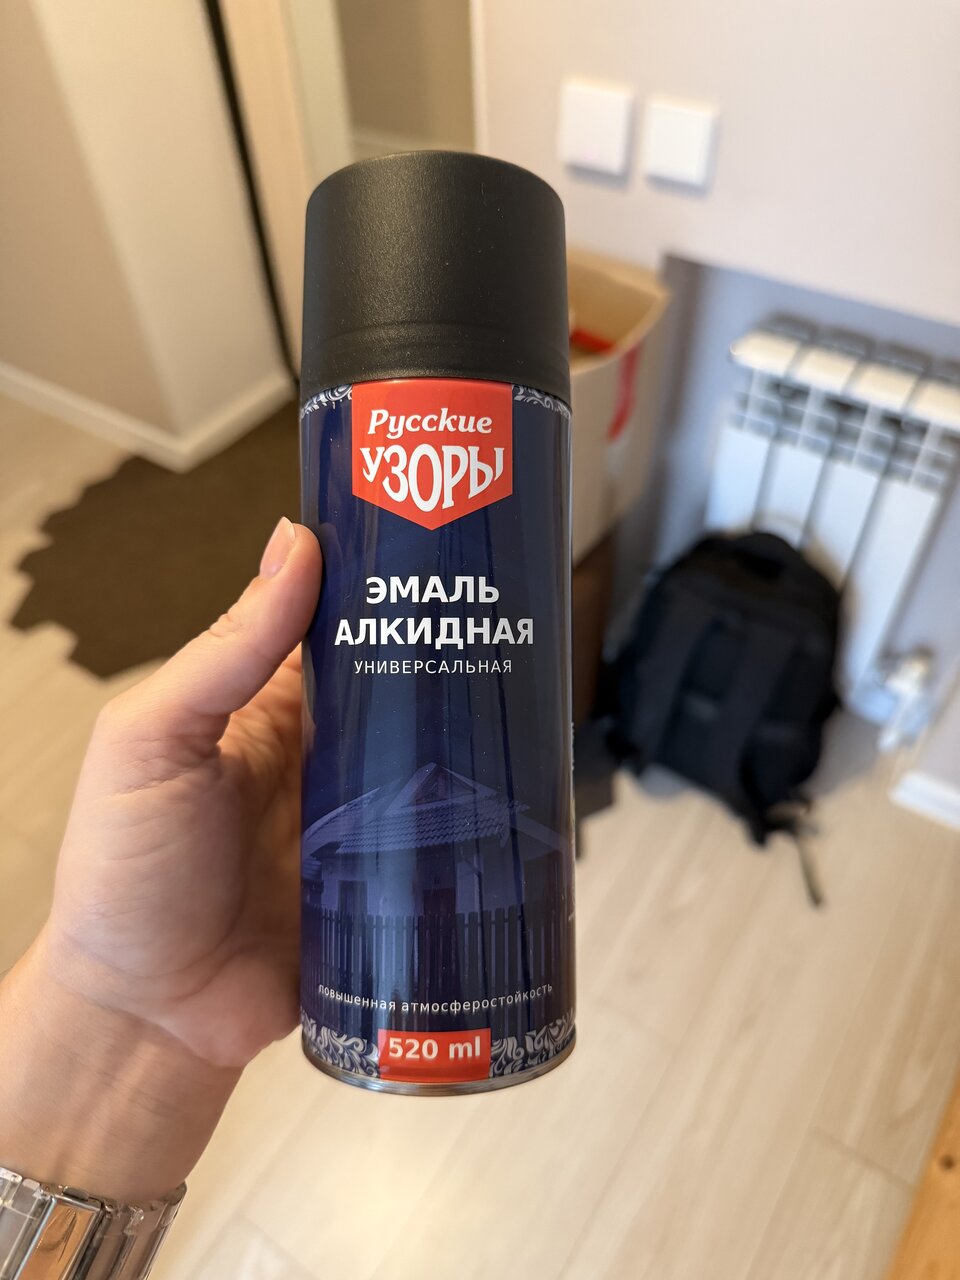 Русские
УЗОРЫ
ЭМАЛЬ
АЛКИДНАЯ
УНИВЕРСАЛЬНАЯ
повышенная атмосферостойкость
520 ml